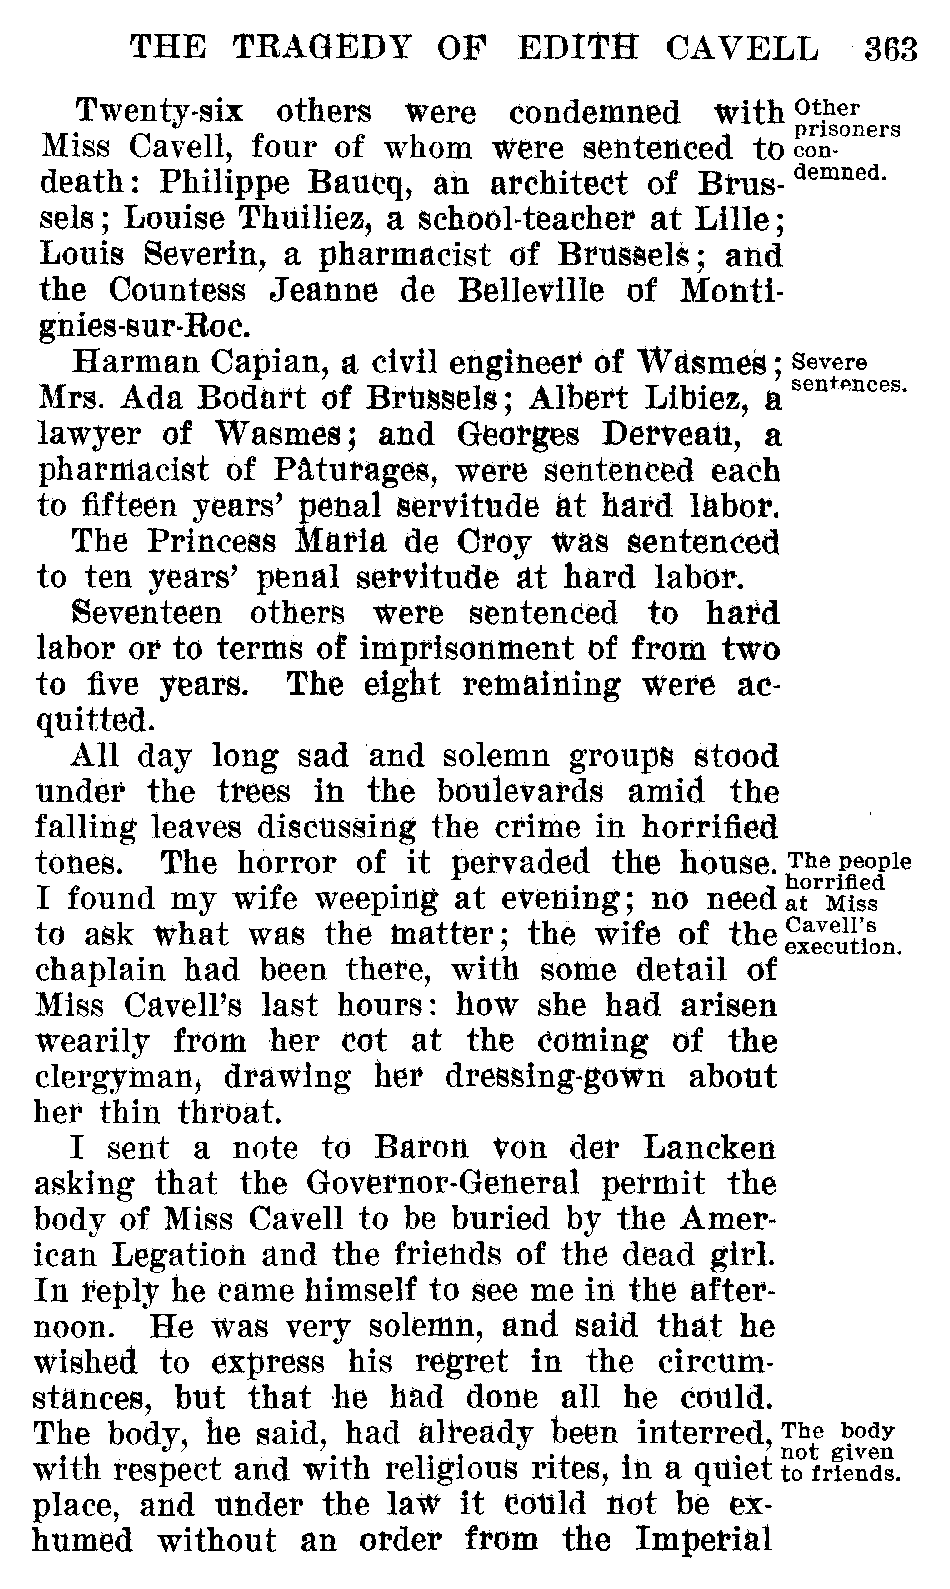 THE TRAGEDY OF EDITH CAVELL 363
Twenty-six others were condemned with
Miss Cavell, four of whom were sentenced to
death: Philippe Baucq, an architect of Brus-
sels; Louise Thuiliez, a school-teacher at Lille;
Louis Severin, a pharmacist of Brussels; and
the Countess Jeanne de Belleville of Monti-
gnies-sur-Roc.
Other
prisoners
con-
demned.
Harman Capian, a civil engineer of Wasmes;
Mrs. Ada Bodart of Brussels; Albert Libiez, a
lawyer of Wasmes; and Georges Derveau, a
pharmacist of Pâturages, were sentenced each
to fifteen years' penal servitude at hard labor.
Severe
sentences.
The Princess Maria de Croy was sentenced
to ten years' penal servitude at hard labor.
Seventeen others were sentenced to hard
labor or to terms of imprisonment of from two
to five years. The eight remaining were ac-
quitted.
All day long sad and solemn groups stood
under the trees in the boulevards amid the
falling leaves discussing the crime in horrified
tones. The horror of it pervaded the house.
I found my wife weeping at evening; no need
to ask what was the matter; the wife of the
chaplain had been there, with some detail of
Miss Cavell's last hours: how she had arisen
wearily from her cot at the coming of the
clergyman, drawing her dressing-gown about
her thin throat.
The people
horrified
at Miss
Cavell's
execution.
I sent a note to Baron von der Lancken
asking that the Governor-General permit the
body of Miss Cavell to be buried by the Amer-
ican Legation and the friends of the dead girl.
In reply he came himself to see me in the after-
noon. He was very solemn, and said that he
wished to express his regret in the circum-
stances, but that he had done all he could.
The body, he said, had already been interred,
with respect and with religious rites, in a quiet
place, and under the law it could not be ex-
humed without an order from the Imperial
The body
not given
to friends.